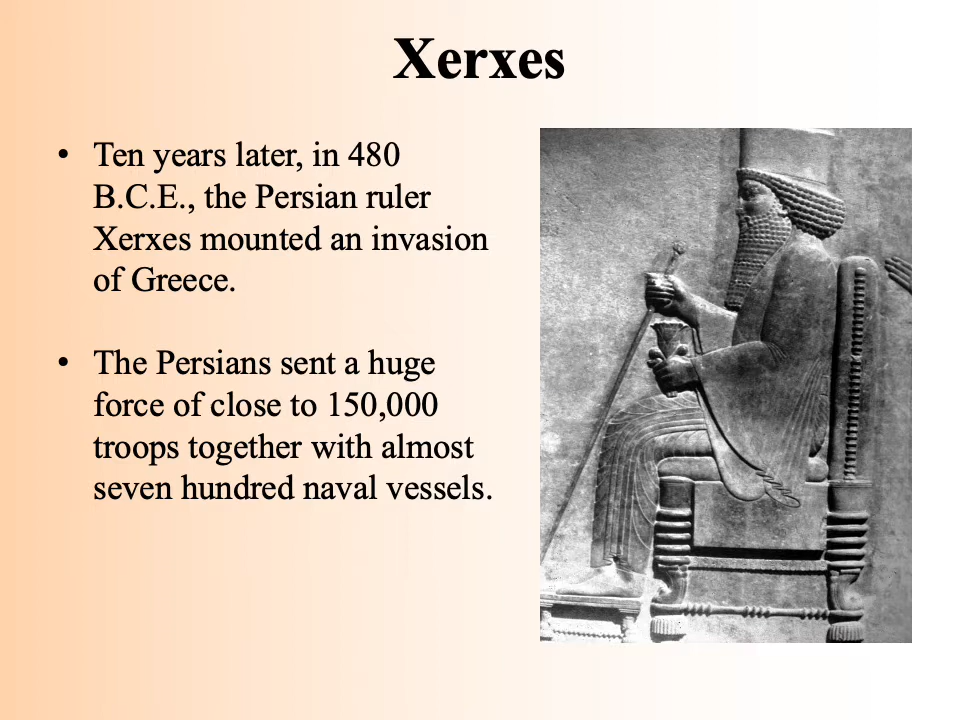 Xerxes
• Ten years later, in 480
B.C.E., the Persian ruler
Xerxes mounted an invasion
of Greece.
• The Persians sent a huge
force of close to 150,000
troops together with almost
seven hundred naval vessels.